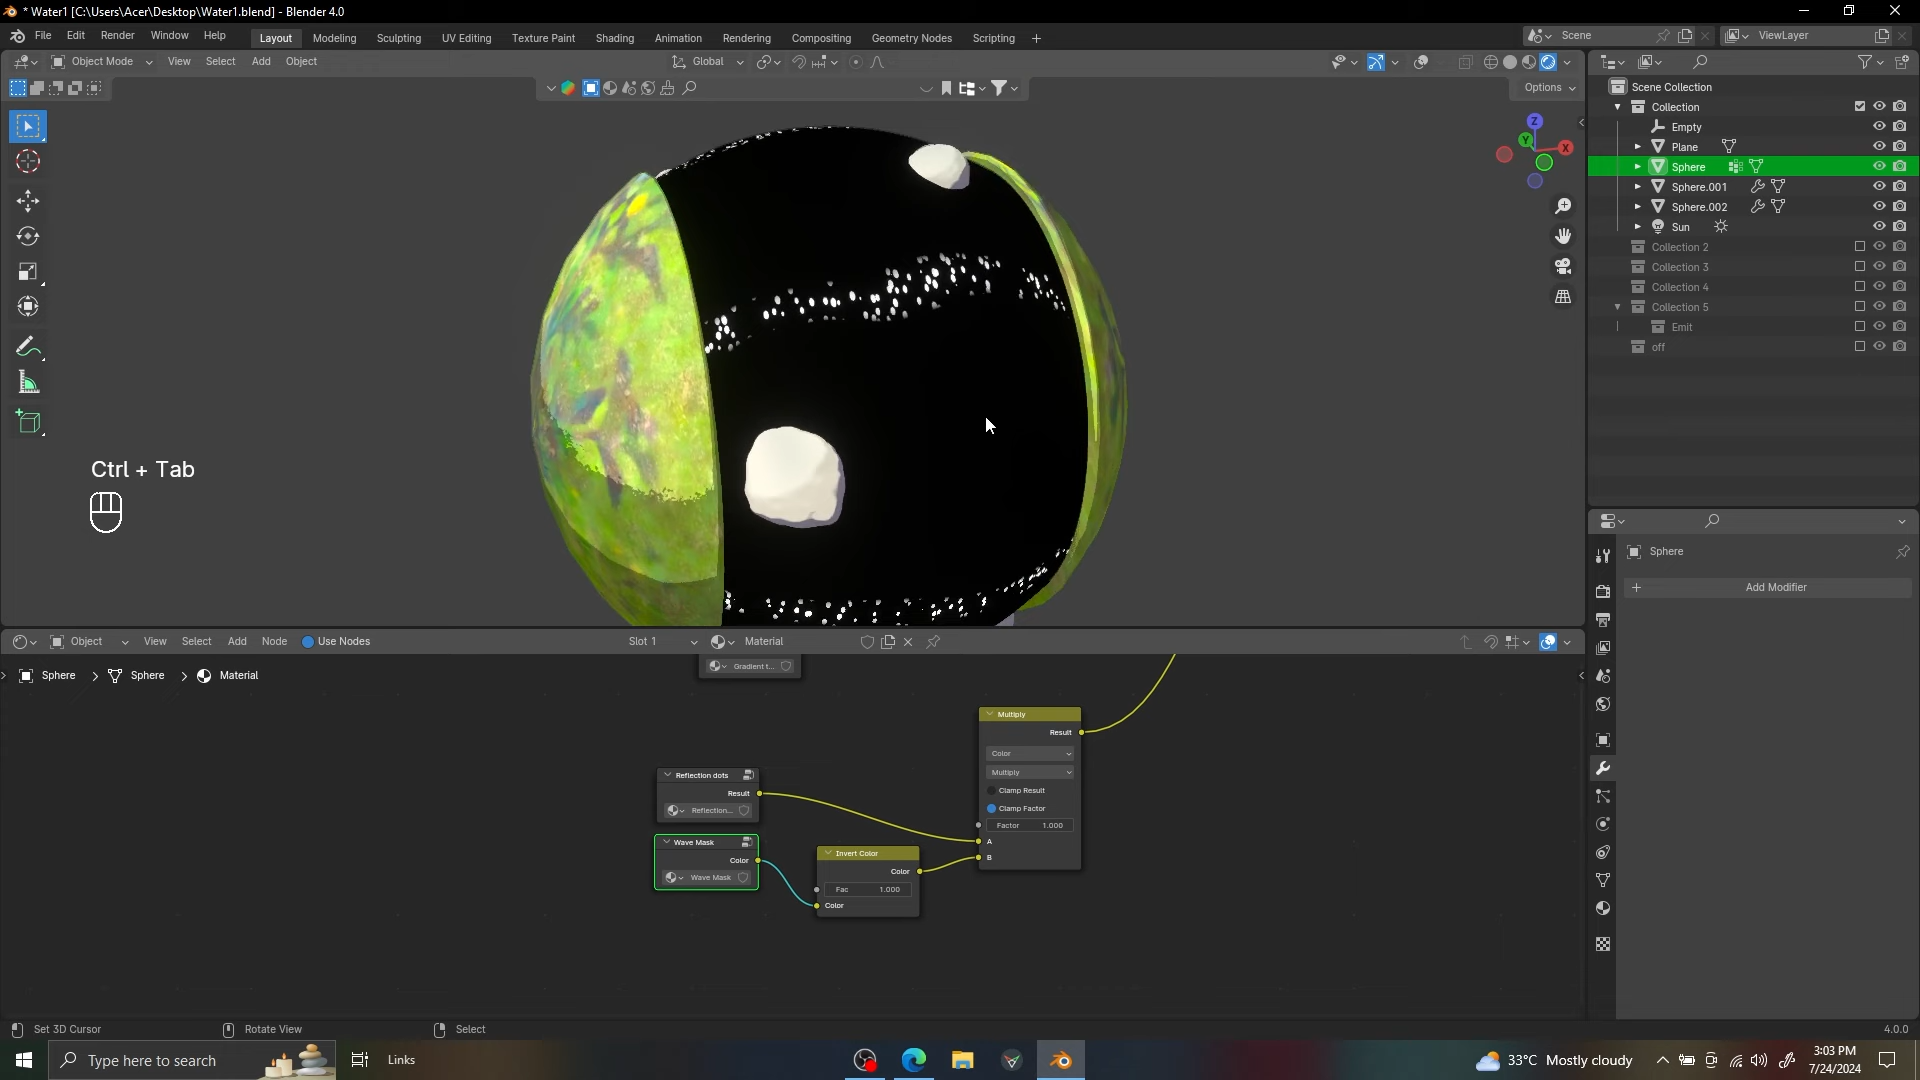 * Water1 [C:\Users\Acer\Desktop\Water1.blend] - Blender 4.0
File Edit Render Window Help Layout Modeling Sculpting UV Editing Texture Paint Shading Animation Rendering Compositing Geometry Nodes Scripting Scene ViewLayer
Object Mode View Select Add Object Global
Options
Z
Y
X
Scene Collection
Collection
Empty
Plane
Sphere
Sphere.001
Sphere.002
Sun
Collection 2
Collection 3
Collection 4
Collection 5
Emit
off
Ctrl + Tab
Sphere
Add Modifier
Object View Select Add Node Use Nodes Slot 1 Material
Sphere Sphere Material
Gradient t...
Multiply
Result
Color
Multiply
Clamp Result
Clamp Factor
Factor 1.000
A
B
Reflection dots
Result
Reflection...
Wave Mask
Color
Wave Mask
Invert Color
Color
Fac 1.000
Color
Set 3D Cursor Rotate View Select 4.0.0
Type here to search Links 33°C Mostly cloudy
3:03 PM
7/24/2024